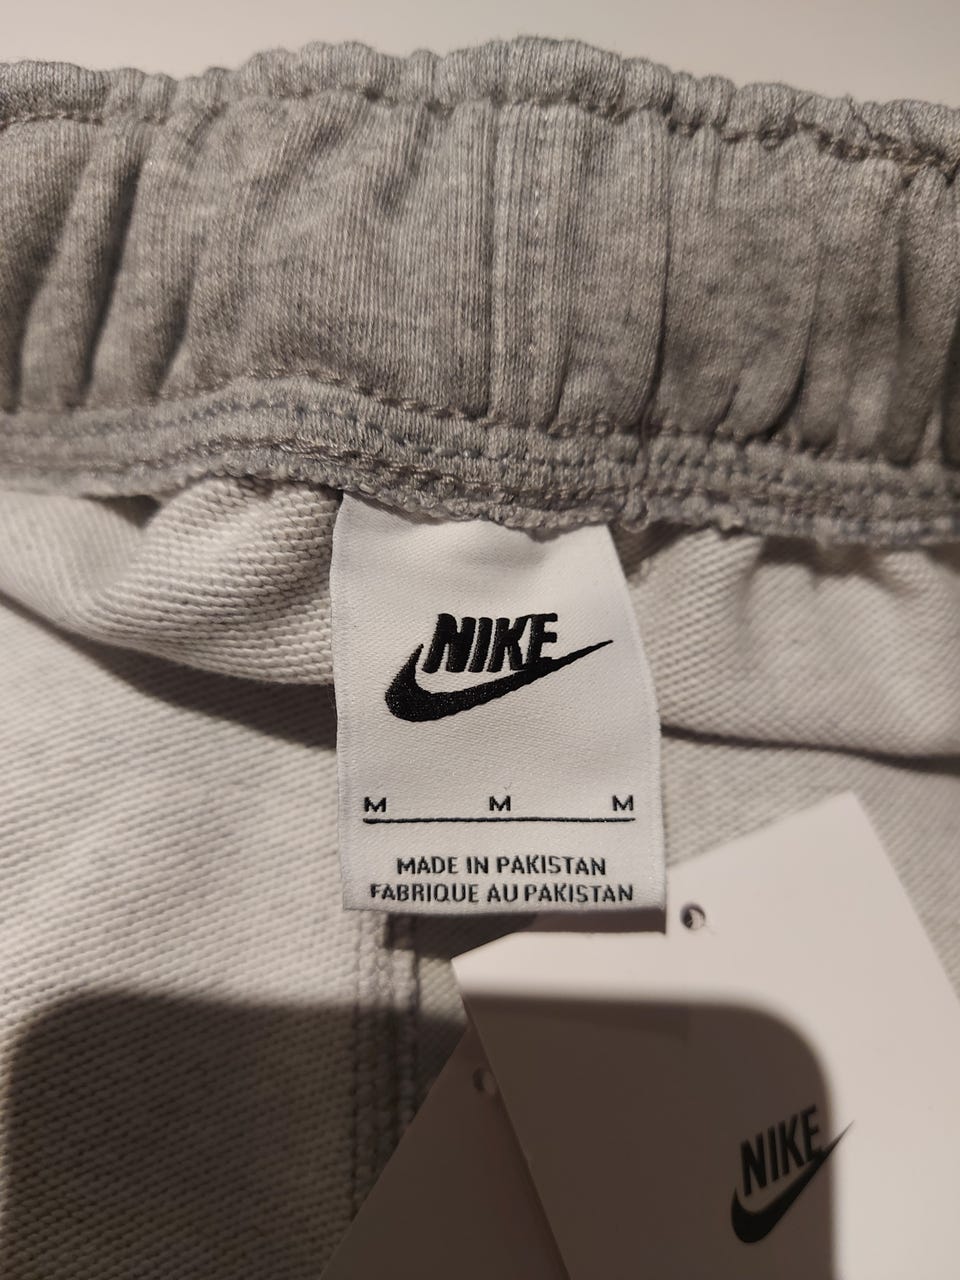 NIKE
M M M
MADE IN PAKISTAN
FABRIQUE AU PAKISTAN
NIKE